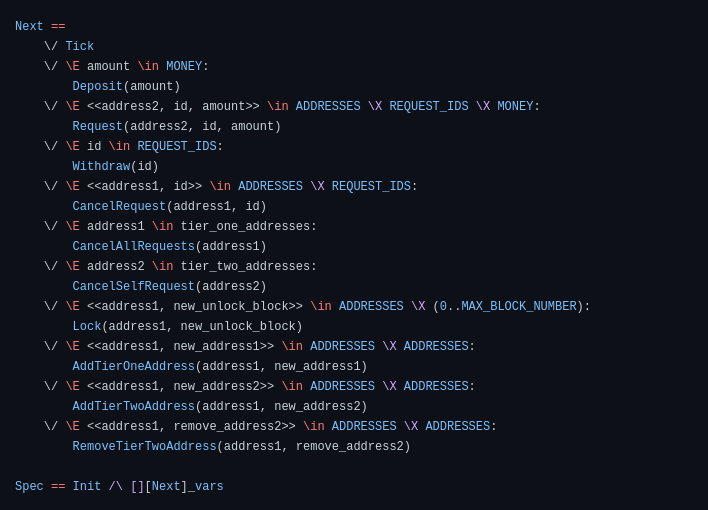 Next ==
    \/ Tick
    \/ \E amount \in MONEY:
        Deposit(amount)
    \/ \E <<address2, id, amount>> \in ADDRESSES \X REQUEST_IDS \X MONEY:
        Request(address2, id, amount)
    \/ \E id \in REQUEST_IDS:
        Withdraw(id)
    \/ \E <<address1, id>> \in ADDRESSES \X REQUEST_IDS:
        CancelRequest(address1, id)
    \/ \E address1 \in tier_one_addresses:
        CancelAllRequests(address1)
    \/ \E address2 \in tier_two_addresses:
        CancelSelfRequest(address2)
    \/ \E <<address1, new_unlock_block>> \in ADDRESSES \X (0..MAX_BLOCK_NUMBER):
        Lock(address1, new_unlock_block)
    \/ \E <<address1, new_address1>> \in ADDRESSES \X ADDRESSES:
        AddTierOneAddress(address1, new_address1)
    \/ \E <<address1, new_address2>> \in ADDRESSES \X ADDRESSES:
        AddTierTwoAddress(address1, new_address2)
    \/ \E <<address1, remove_address2>> \in ADDRESSES \X ADDRESSES:
        RemoveTierTwoAddress(address1, remove_address2)

Spec == Init /\ [][Next]_vars